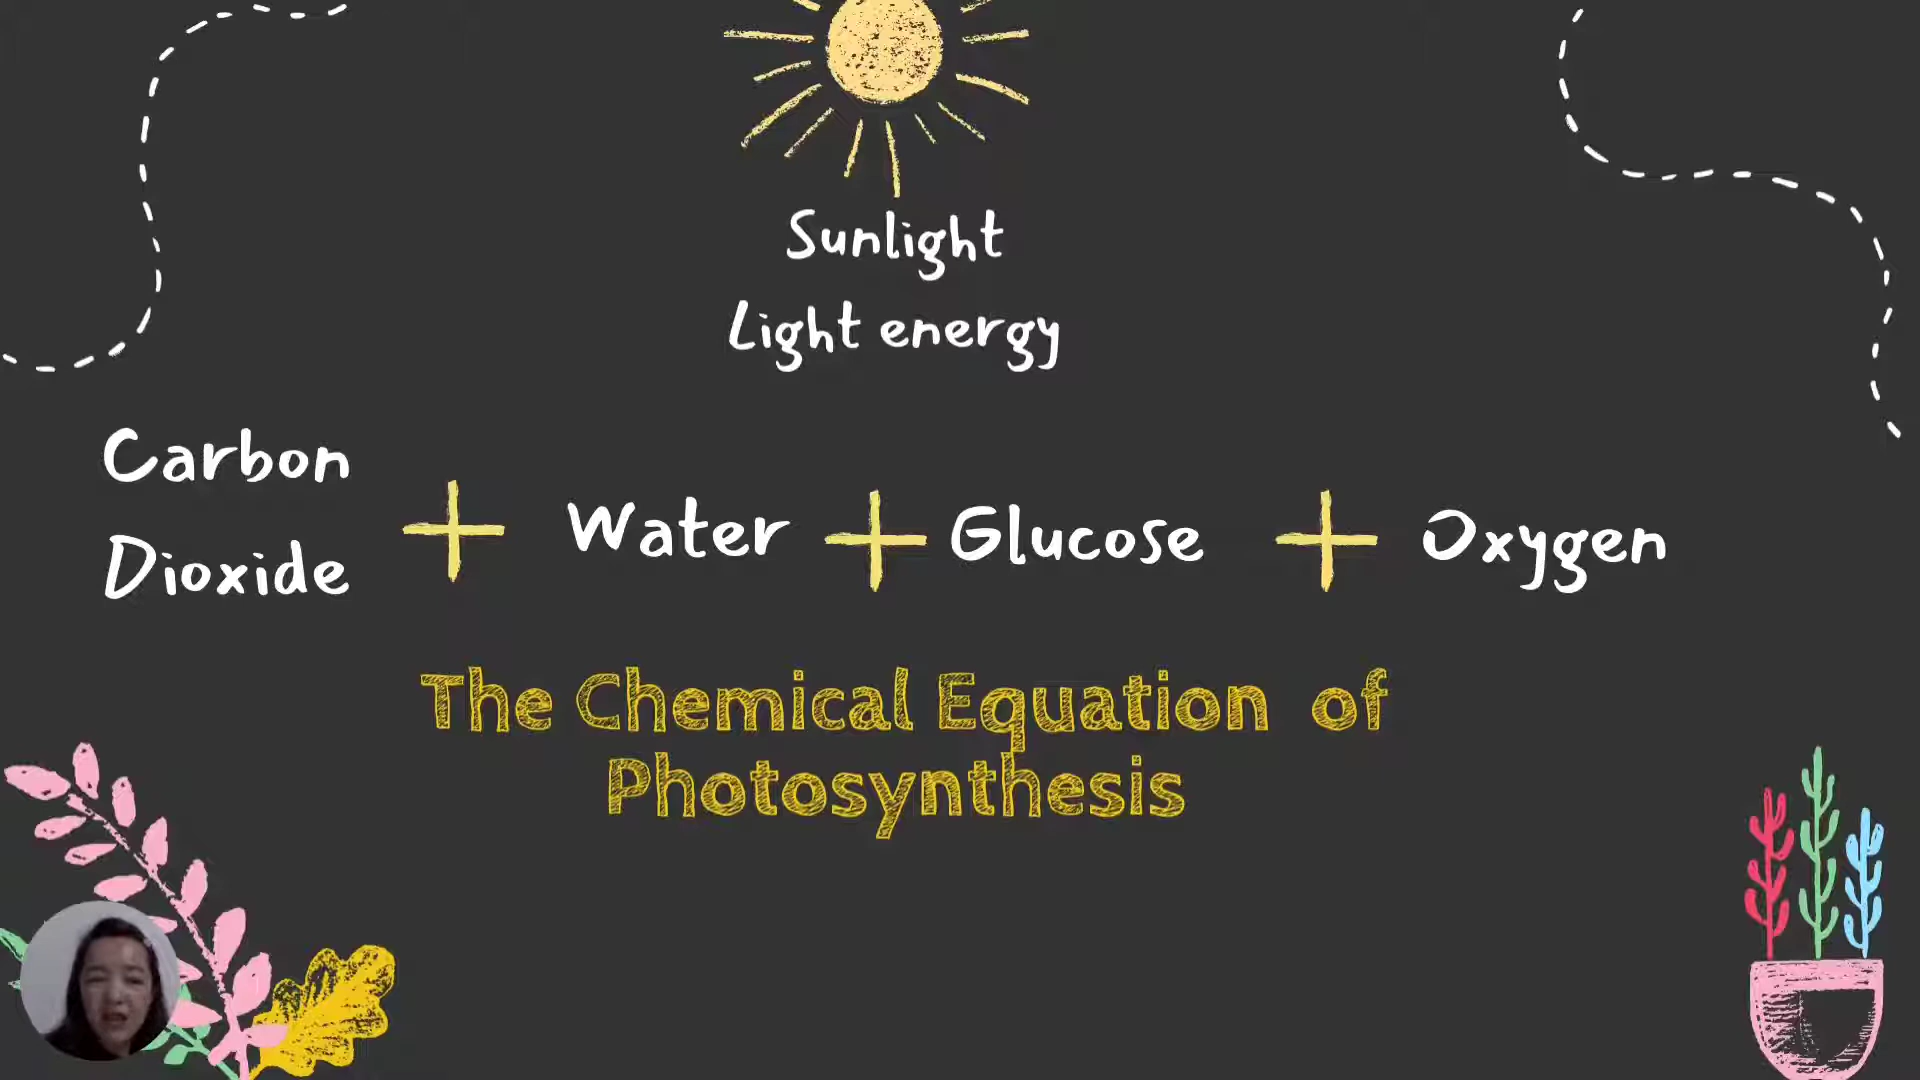 Sunlight
Light energy
Carbon
Dioxide
+ Water + Glucose + Oxygen
The Chemical Equation of
Photosynthesis